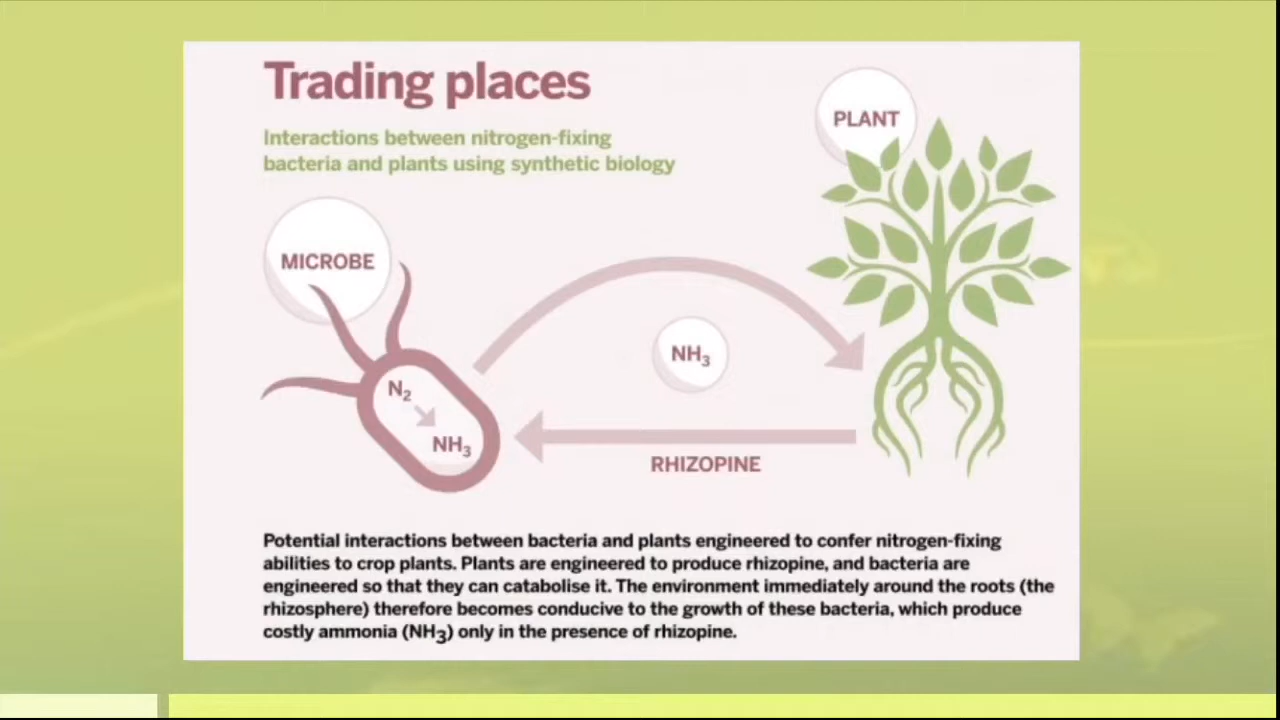 Trading places
PLANT
Interactions between nitrogen-fixing
bacteria and plants using synthetic biology
MICROBE
NH₃
N₂
NH₃
RHIZOPINE
Potential interactions between bacteria and plants engineered to confer nitrogen-fixing
abilities to crop plants. Plants are engineered to produce rhizopine, and bacteria are
engineered so that they can catabolise it. The environment immediately around the roots (the
rhizosphere) therefore becomes conducive to the growth of these bacteria, which produce
costly ammonia (NH₃) only in the presence of rhizopine.